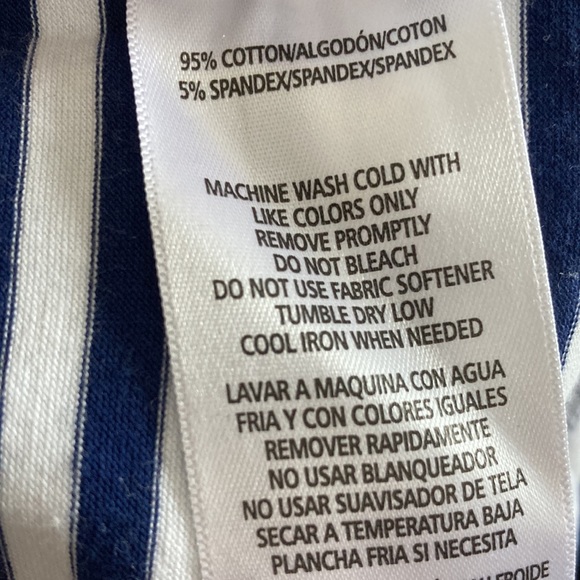 95% COTTON/ALGODÓN/COTON
5% SPANDEX/SPANDEX/SPANDEX
MACHINE WASH COLD WITH
LIKE COLORS ONLY
REMOVE PROMPTLY
DO NOT BLEACH
DO NOT USE FABRIC SOFTENER
TUMBLE DRY LOW
COOL IRON WHEN NEEDED
LAVAR A MAQUINA CON AGUA
FRIA Y CON COLORES IGUALES
REMOVER RAPIDAMENTE
NO USAR BLANQUEADOR
NO USAR SUAVISADOR DE TELA
SECAR A TEMPERATURA BAJA
PLANCHA FRIA SI NECESITA
FROIDE